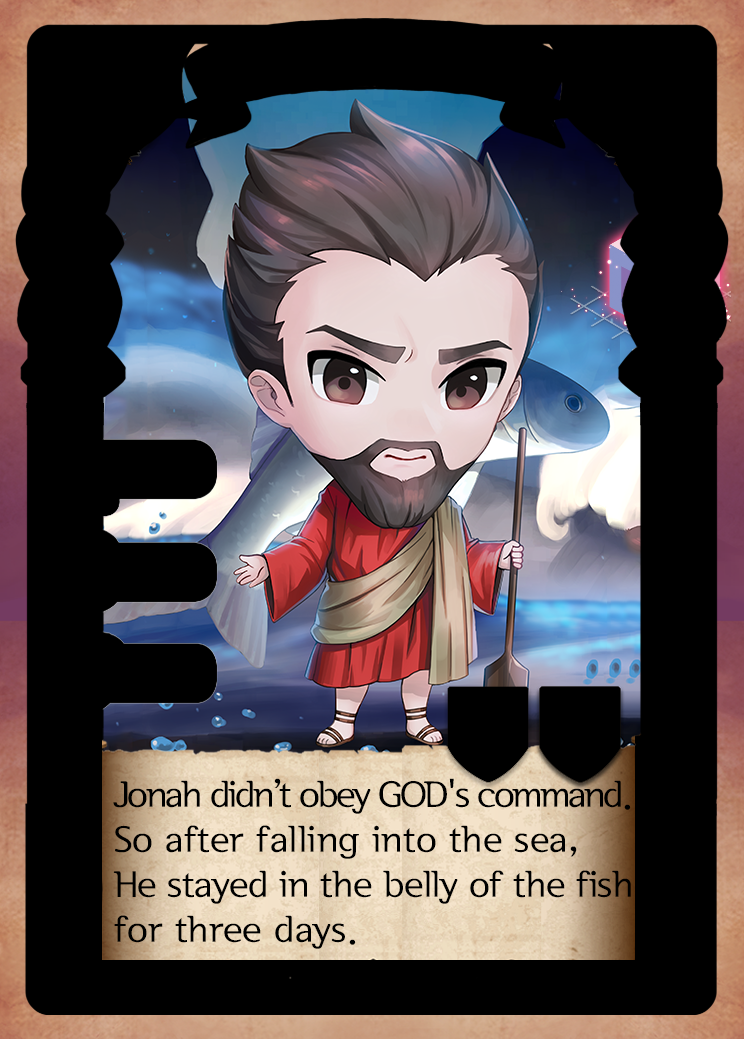 Jonah didn’t obey GOD's command.
So after falling into the sea,
He stayed in the belly of the fish
for three days.